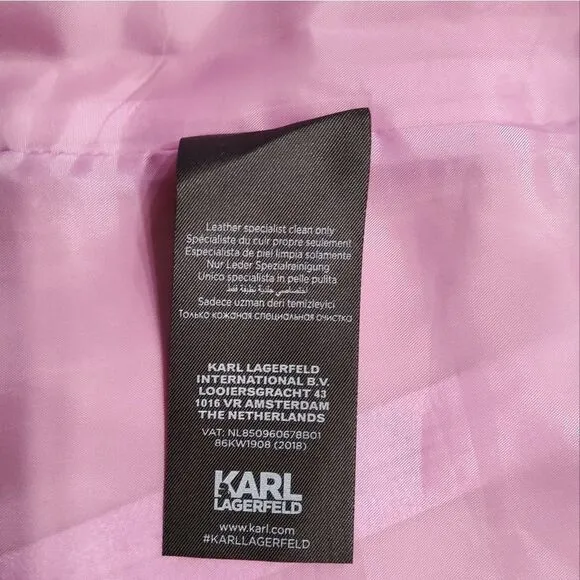 Leather specialist clean only
Spécialiste du cuir propre seulement
Especialista de piel limpia solamente
Nur Leder Spezialreinigung
Unico specialista in pelle pulita
Sadece uzman deri temizleyici
Только кожаная специальная очистка
KARL LAGERFELD
INTERNATIONAL B.V.
LOOIERSGRACHT 43
1016 VR AMSTERDAM
THE NETHERLANDS
VAT: NL850960678B01
86KW1908 (2018)
KARL
LAGERFELD
www.karl.com
#KARLLAGERFELD